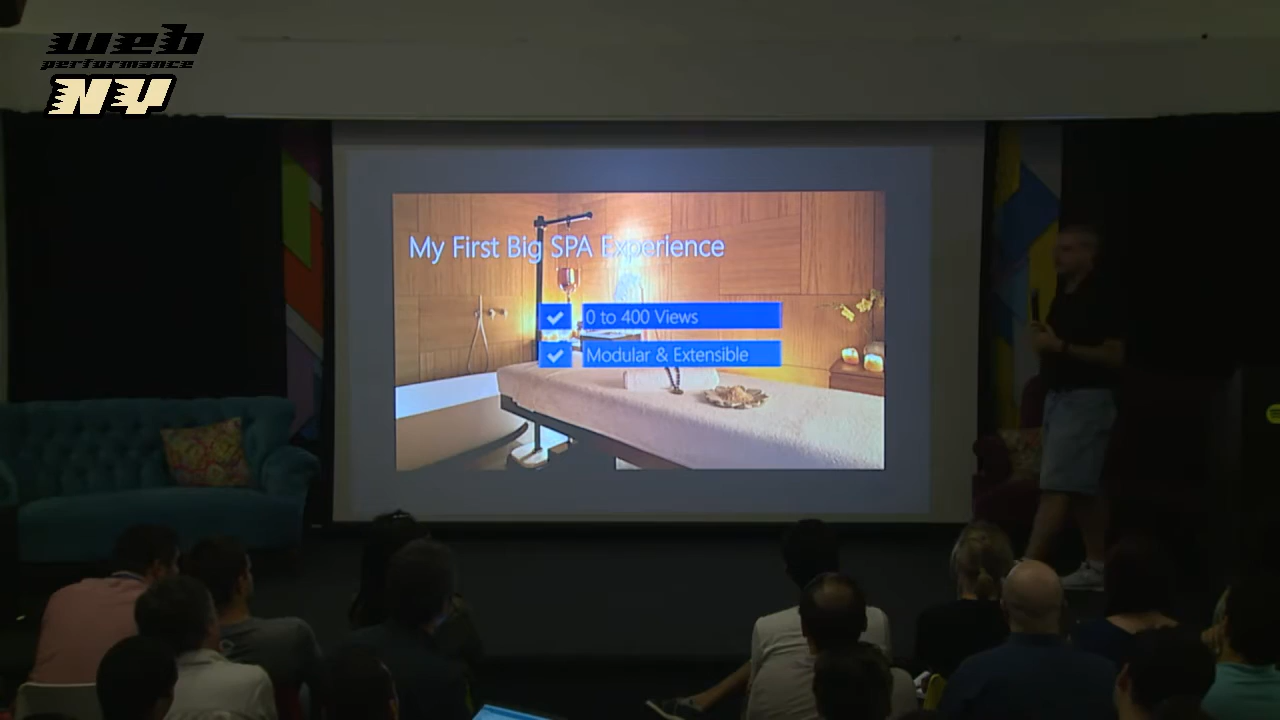 web
performance
NY
My First Big SPA Experience
0 to 400 Views
Modular & Extensible